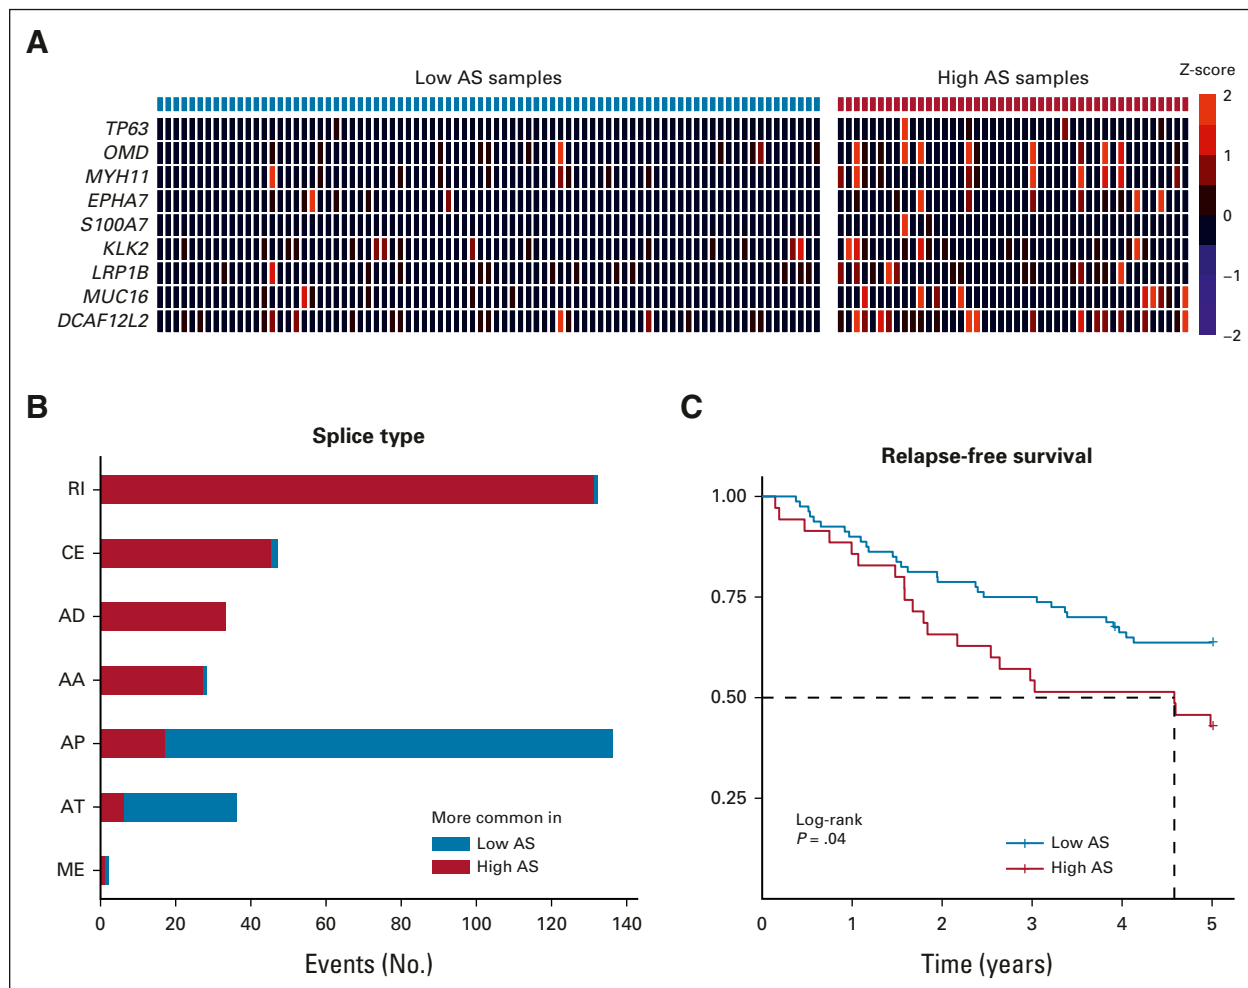 A
Low AS samples
High AS samples
Z-score
TP63
OMD
MYH11
EPHA7
S100A7
KLK2
LRP1B
MUC16
DCAF12L2
2
1
0
−1
−2
B
Splice type
RI
CE
AD
AA
AP
AT
ME
More common in
Low AS
High AS
0 20 40 60 80 100 120 140
Events (No.)
C
Relapse-free survival
1.00
0.75
0.50
0.25
Log-rank
P = .04
Low AS
High AS
0 1 2 3 4 5
Time (years)